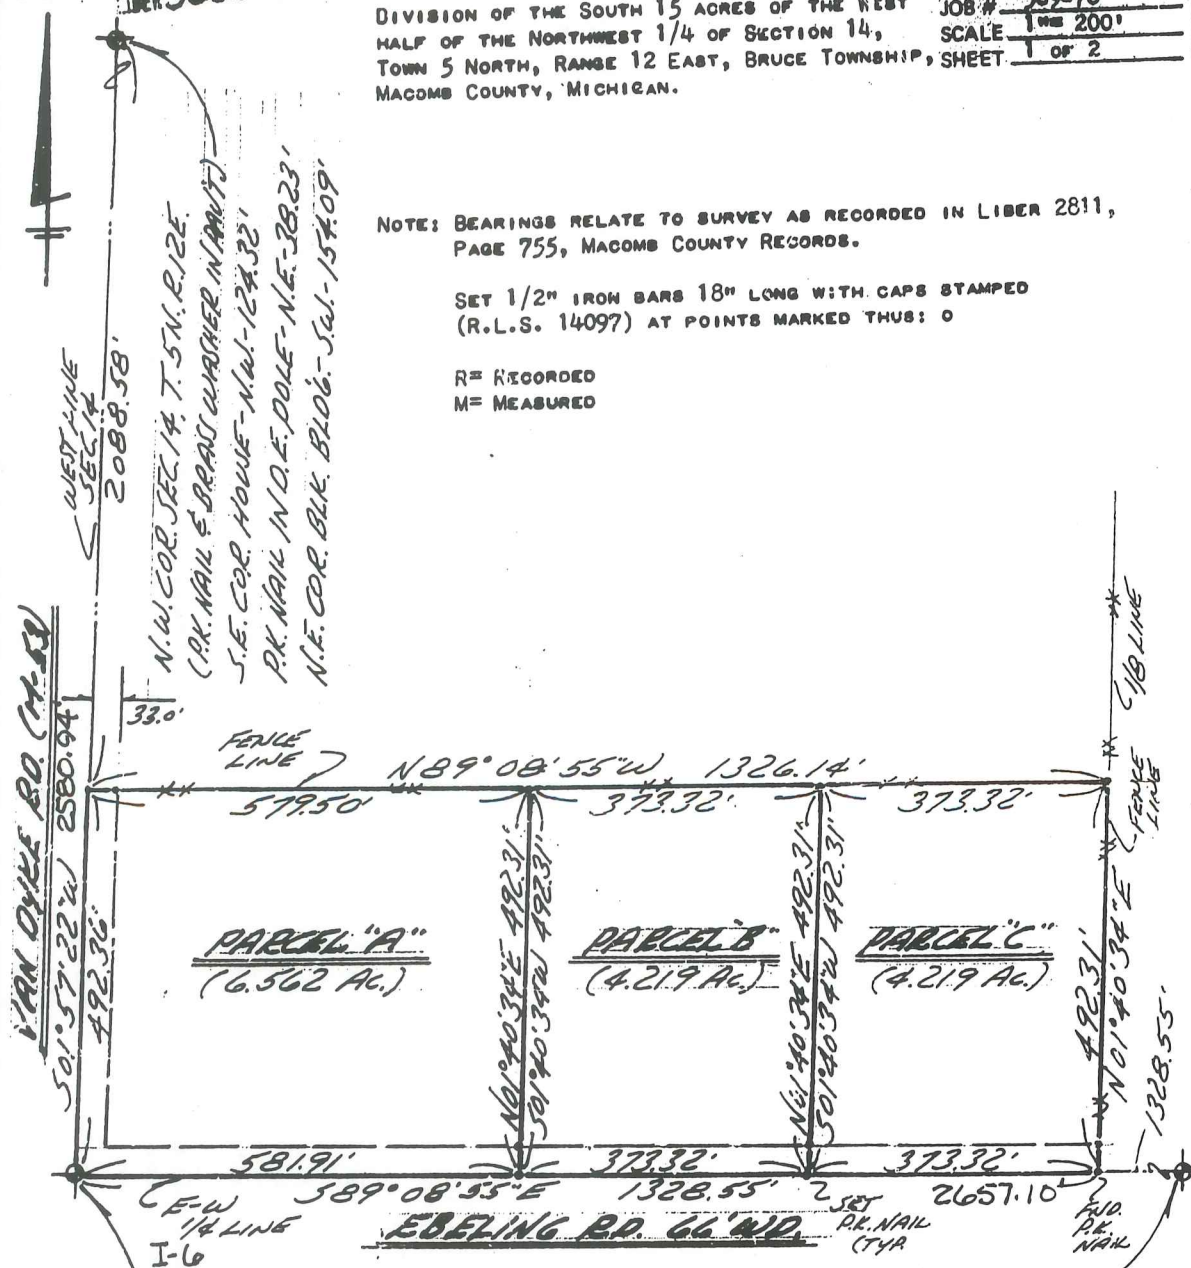 DIVISION OF THE SOUTH 15 ACRES OF THE WEST
HALF OF THE NORTHWEST 1/4 OF SECTION 14,
TOWN 5 NORTH, RANGE 12 EAST, BRUCE TOWNSHIP,
MACOMB COUNTY, MICHIGAN.
JOB #
SCALE 1"= 200'
SHEET 1 OF 2
NOTE: BEARINGS RELATE TO SURVEY AS RECORDED IN LIBER 2811,
PAGE 755, MACOMB COUNTY RECORDS.
SET 1/2" IRON BARS 18" LONG WITH CAPS STAMPED
(R.L.S. 14097) AT POINTS MARKED THUS: O
R= RECORDED
M= MEASURED
WEST LINE
SEC. 14
2088.58'
N.W. COR. SEC. 14, T.5N. R.12E.
(P.K. NAIL & BRASS WASHER IN PAV'T)
S.E. COR. HOUSE - N.W. - 124.32'
P.K. NAIL IN D.E. POLE - N.E. - 38.23'
N.E. COR. BLK. BLDG. - S.W. - 154.09'
VAN DYKE RD. (M-53)
S01°57'22"W 2580.94'
492.36'
33.0'
FENCE
LINE
N89°08'55"W 1326.14'
579.50'
373.32'
373.32'
1/8 LINE
FENCE
LINE
PARCEL "A"
(6.562 Ac.)
N01°40'34"E 492.31'
S01°40'34"W 492.31'
PARCEL "B"
(4.219 Ac.)
N01°40'34"E 492.31'
S01°40'34"W 492.31'
PARCEL "C"
(4.219 Ac.)
492.31'
N01°40'34"E
1328.55'
581.91'
373.32'
373.32'
E-W
1/4 LINE
S89°08'55"E
1328.55'
2657.10'
EBELING RD. 66' WD.
SET
P.K. NAIL
(TYP.
FND.
P.K.
NAIL
I-6